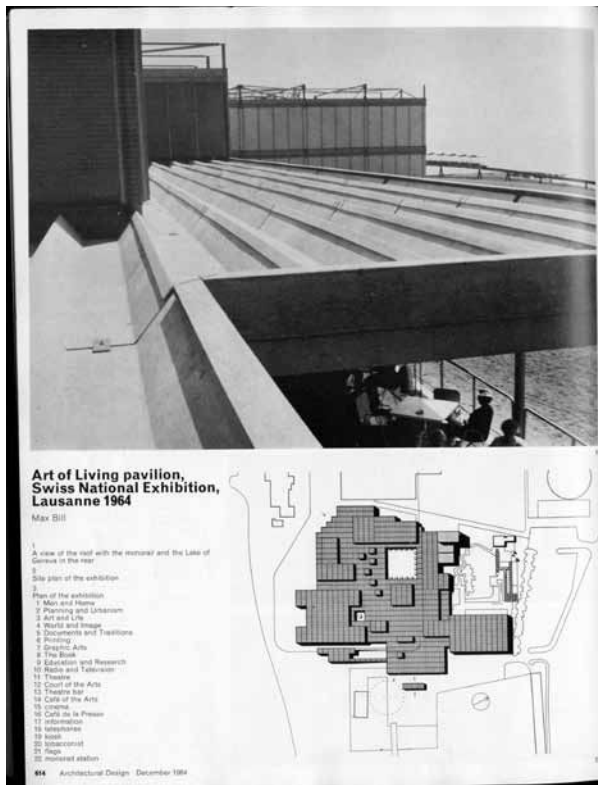 Art of Living pavilion,
Swiss National Exhibition,
Lausanne 1964
Max Bill
1
A view of the roof with the monorail and the Lake of
Geneva in the rear
2
Site plan of the exhibition
3
Plan of the exhibition
1 Man and Home
2 Planning and Urbanism
3 Art and Life
4 World and Image
5 Documents and Traditions
6 Printing
7 Graphic Arts
8 The Book
9 Education and Research
10 Radio and Television
11 Theatre
12 Court of the Arts
13 Theatre bar
14 Café of the Arts
15 cinema
16 Café de la Presse
17 information
18 telephones
19 kiosk
20 tobacconist
21 flags
22 monorail station
614 Architectural Design December 1964